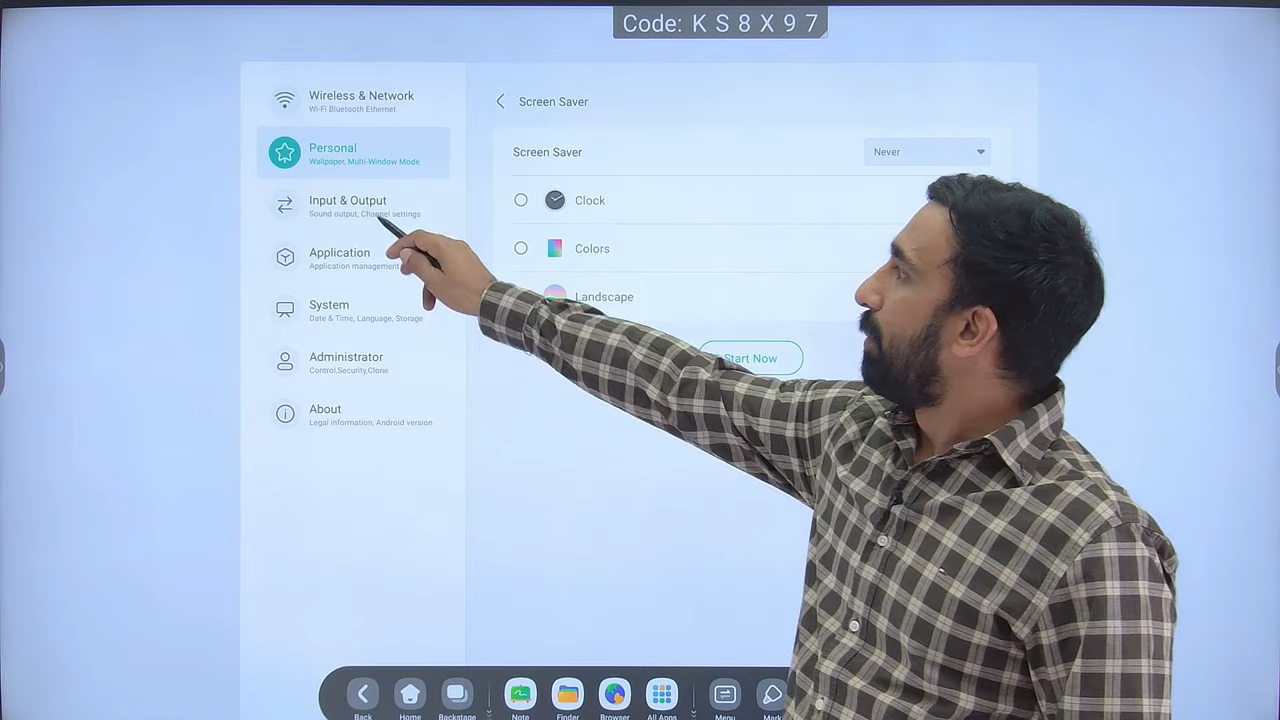 Code: K S 8 X 9 7
Wireless & Network
Wi-Fi Bluetooth Ethernet
Personal
Wallpaper, Multi-Window Mode
Input & Output
Sound output, Channel settings
Application
Application management
System
Date & Time, Language, Storage
Administrator
Control,Security,Clone
About
Legal information, Android version
Screen Saver
Screen Saver
Never
Clock
Colors
Landscape
Start Now
Back
Home
Backstage
Note
Finder
Browser
All Apps
Menu
Mark